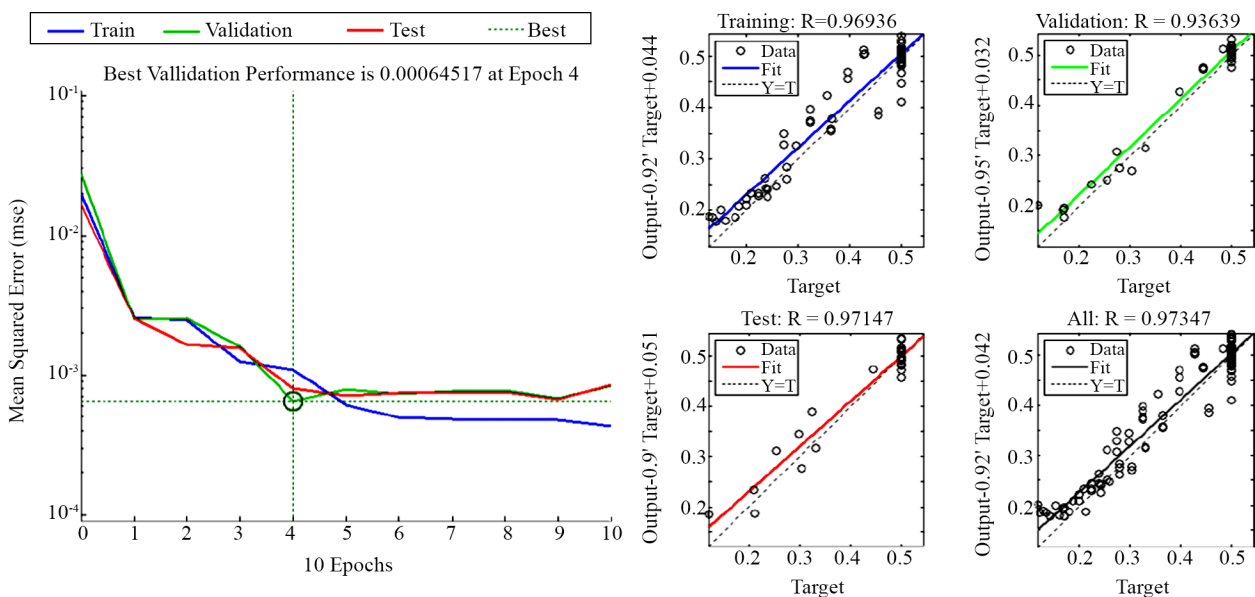 Train Validation Test Best
Best Vallidation Performance is 0.00064517 at Epoch 4
Mean Squared Error (mse)
10-1
10-2
10-3
10-4
0 1 2 3 4 5 6 7 8 9 10
10 Epochs
Training: R=0.96936
Output-0.92' Target+0.044
Data
Fit
Y=T
0.5
0.4
0.3
0.2
0.2 0.3 0.4 0.5
Target
Validation: R = 0.93639
Output-0.95' Target+0.032
Data
Fit
Y=T
0.5
0.4
0.3
0.2
0.2 0.3 0.4 0.5
Target
Test: R = 0.97147
Output-0.9' Target+0.051
Data
Fit
Y=T
0.5
0.4
0.3
0.2
0.2 0.3 0.4 0.5
Target
All: R = 0.97347
Output-0.92' Target+0.042
Data
Fit
Y=T
0.5
0.4
0.3
0.2
0.2 0.3 0.4 0.5
Target